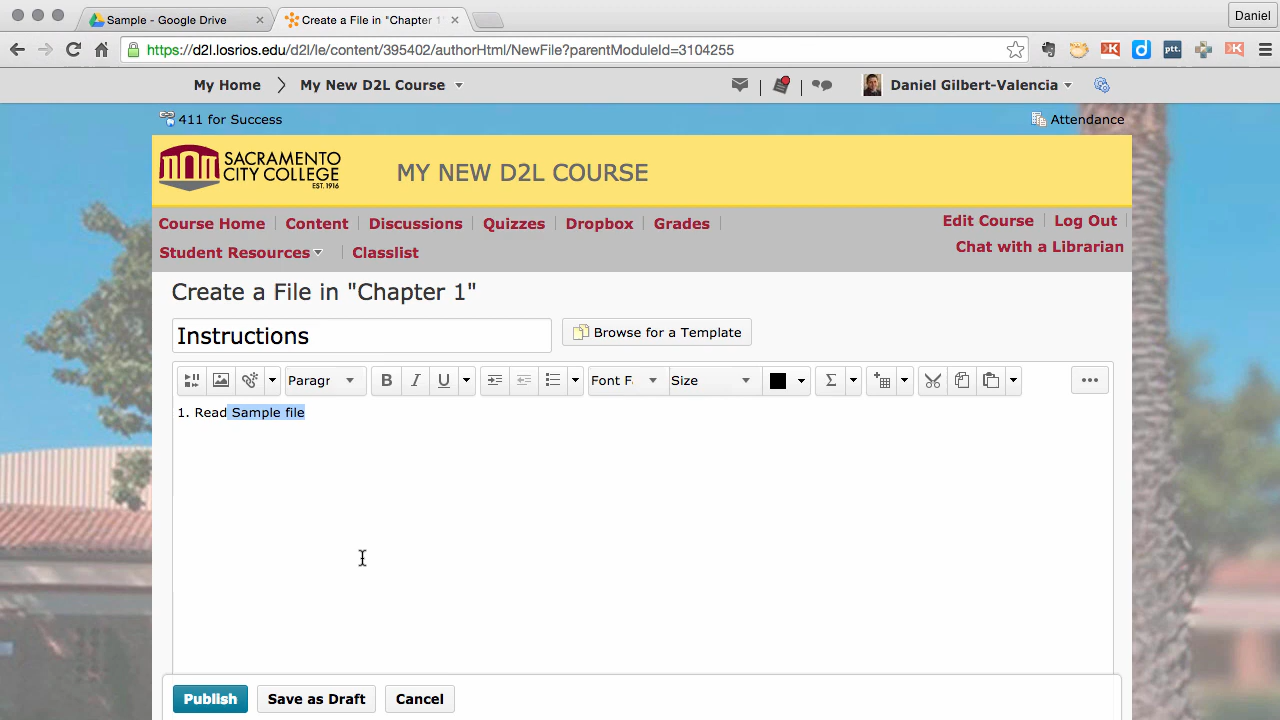 Sample - Google Drive
Create a File in "Chapter 1"
Daniel
https://d2l.losrios.edu/d2l/le/content/395402/authorHtml/NewFile?parentModuleId=3104255
My Home
My New D2L Course
Daniel Gilbert-Valencia
411 for Success
Attendance
SACRAMENTO
CITY COLLEGE
EST. 1916
MY NEW D2L COURSE
Course Home
Content
Discussions
Quizzes
Dropbox
Grades
Edit Course
Log Out
Student Resources
Classlist
Chat with a Librarian
Create a File in "Chapter 1"
Instructions
Browse for a Template
Paragr
B I U
Font F.
Size
Σ
1. Read Sample file
Publish
Save as Draft
Cancel